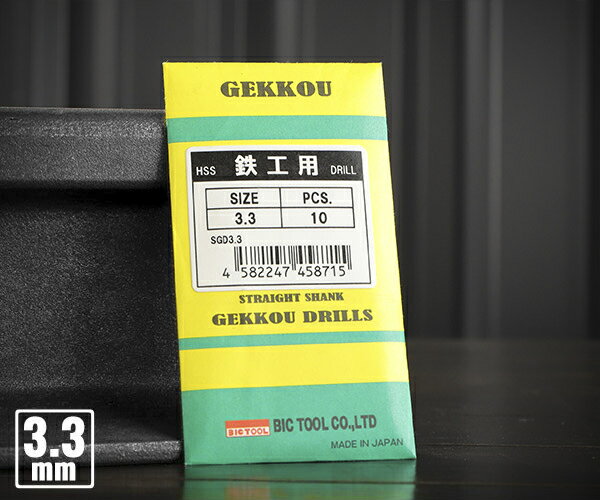 GEKKOU
HSS 鉄工用 DRILL
SIZE PCS.
3.3 10
SGD3.3
4 582247 458715
STRAIGHT SHANK
GEKKOU DRILLS
BIC TOOL BIC TOOL CO.,LTD
MADE IN JAPAN
3.3
mm